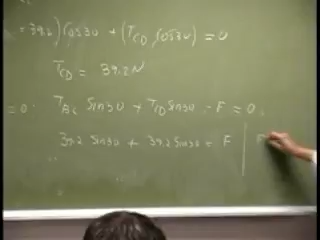 = 39.2) Cos30 + (T_CD Cos30) = 0
T_CD = 39.2N
= 0 : T_BC Sin30 + T_CD Sin30 - F = 0.
39.2 Sin30 + 39.2 Sin30 = F | F